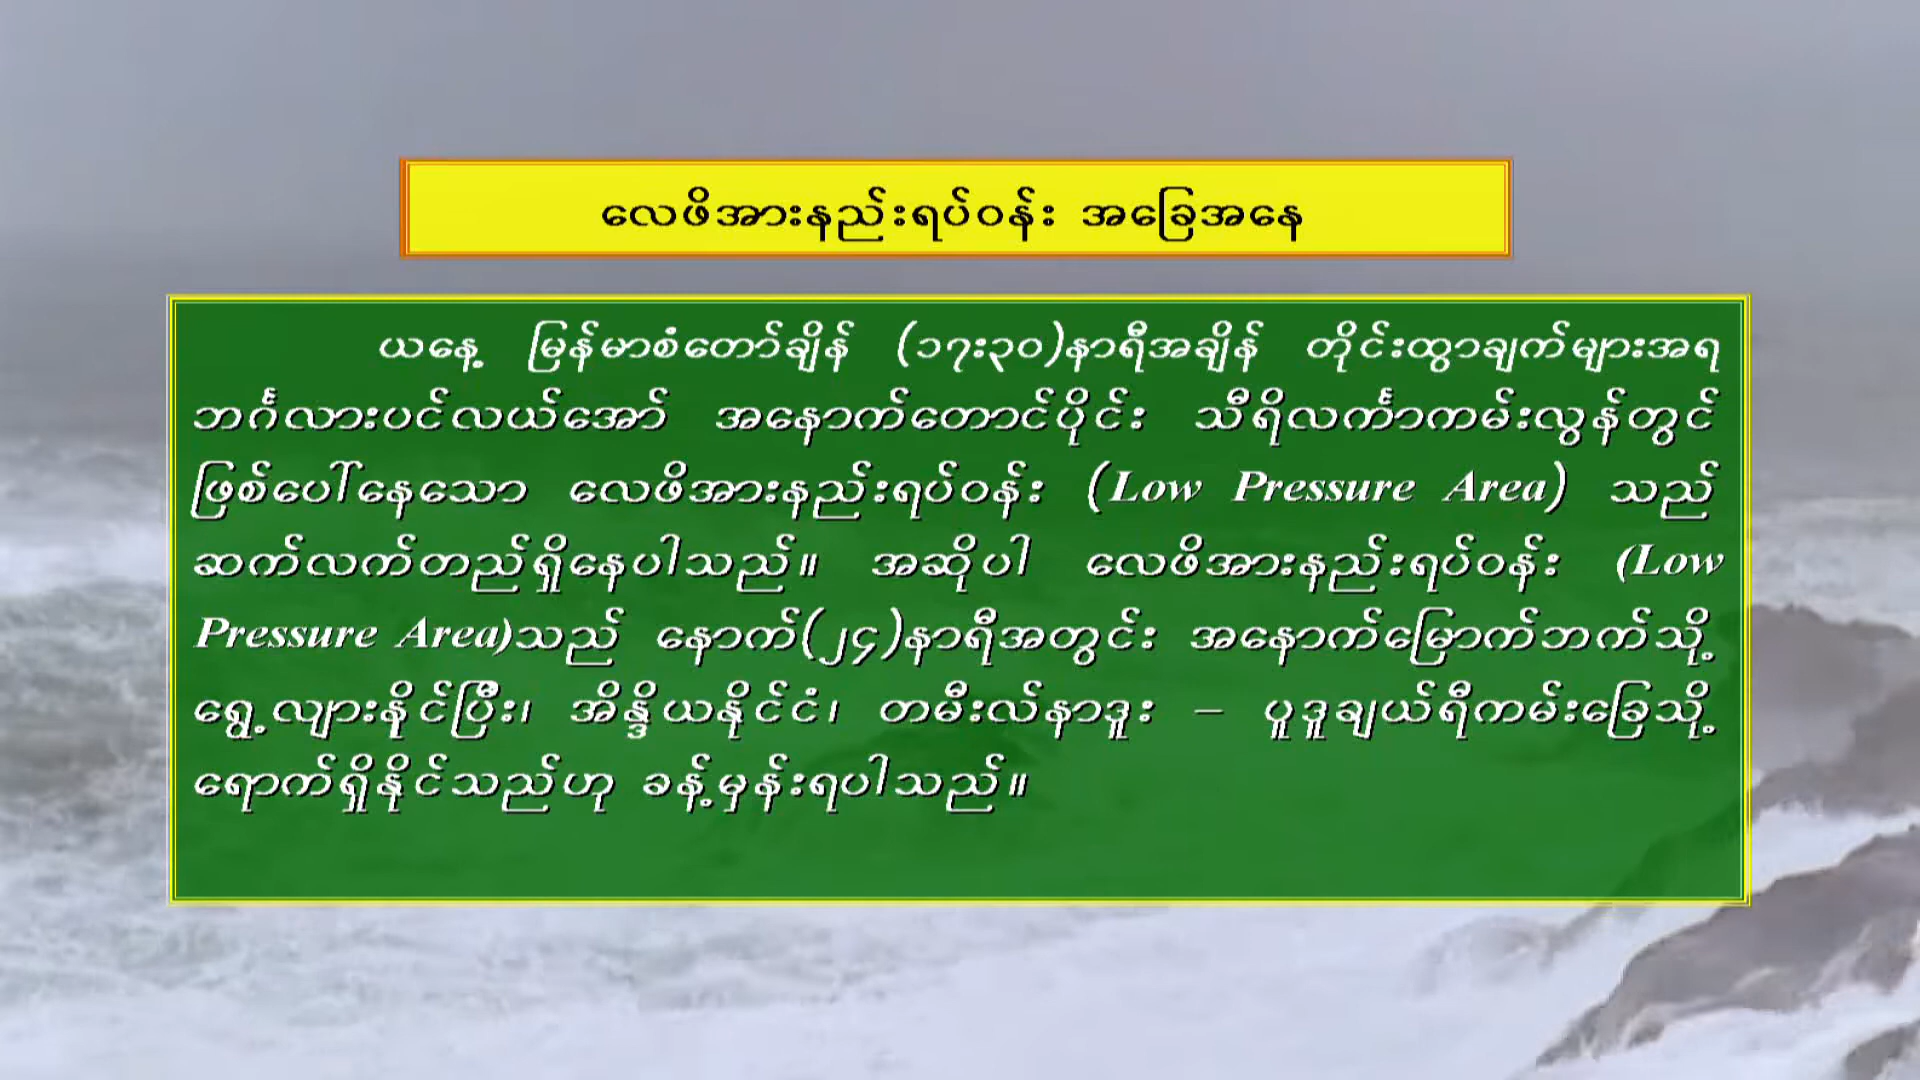 လေဖိအားနည်းရပ်ဝန်း အခြေအနေ
ယနေ့ မြန်မာစံတော်ချိန် (၁၇း၃၀)နာရီအချိန် တိုင်းထွာချက်များအရ
ဘင်္ဂလားပင်လယ်အော် အနောက်တောင်ပိုင်း သီရိလင်္ကာကမ်းလွန်တွင်
ဖြစ်ပေါ်နေသော လေဖိအားနည်းရပ်ဝန်း (Low Pressure Area) သည်
ဆက်လက်တည်ရှိနေပါသည်။ အဆိုပါ လေဖိအားနည်းရပ်ဝန်း (Low
Pressure Area)သည် နောက်(၂၄)နာရီအတွင်း အနောက်မြောက်ဘက်သို့
ရွေ့လျားနိုင်ပြီး၊ အိန္ဒိယနိုင်ငံ၊ တမီးလ်နာဒူး – ပူဒူချယ်ရီကမ်းခြေသို့
ရောက်ရှိနိုင်သည်ဟု ခန့်မှန်းရပါသည်။